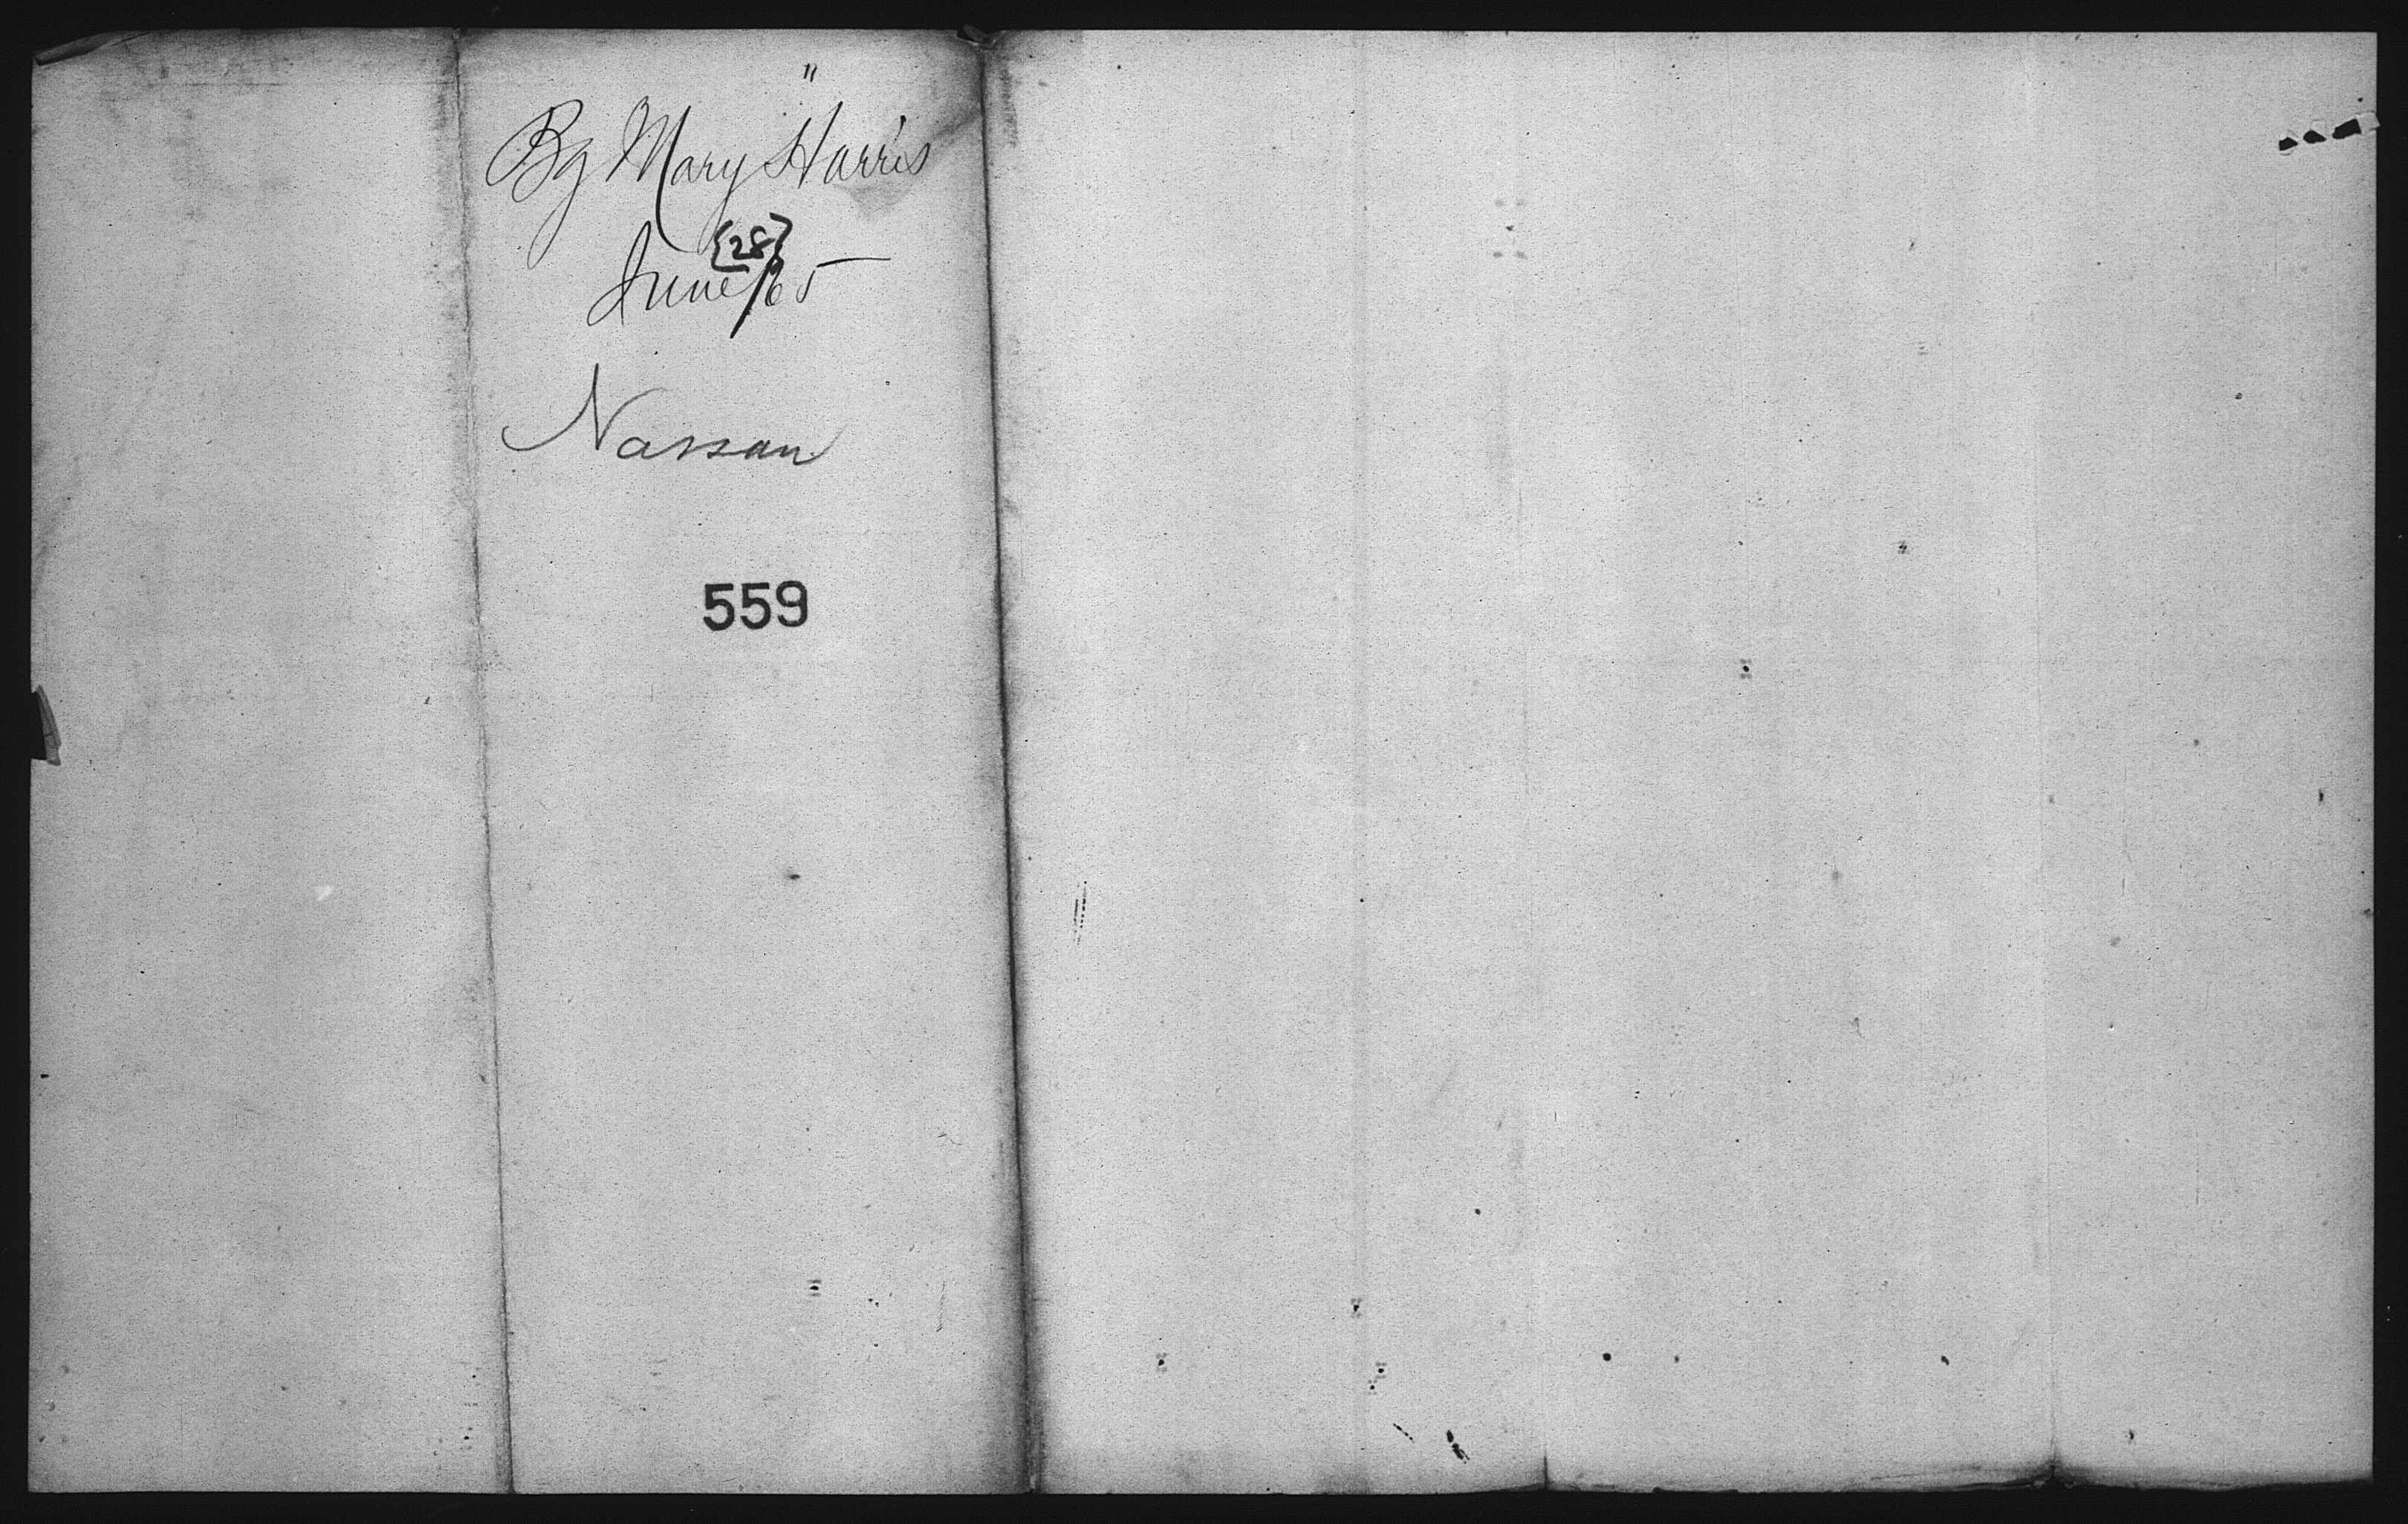 "
By Mary Harris
{28}
June/65
Nassau
559